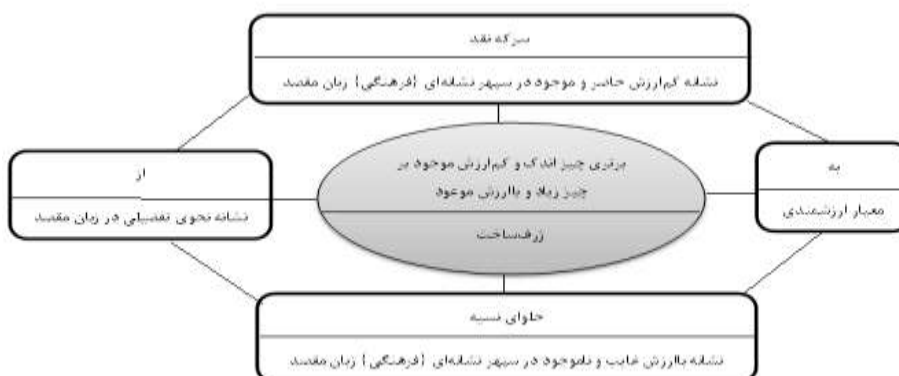 سرکه نقد
نشانه کم‌ارزش حاضر و موجود در سپهر نشانه‌ای (فرهنگی) زبان مقصد
به
معیار ارزشمندی
برتری چیز اندک و کم‌ارزش موجود بر
چیز زیاد و باارزش موعود
ژرف‌ساخت
از
نشانه نحوی تفضیلی در زبان مقصد
حلوای نسیه
نشانه باارزش غایب و ناموجود در سپهر نشانه‌ای (فرهنگی) زبان مقصد